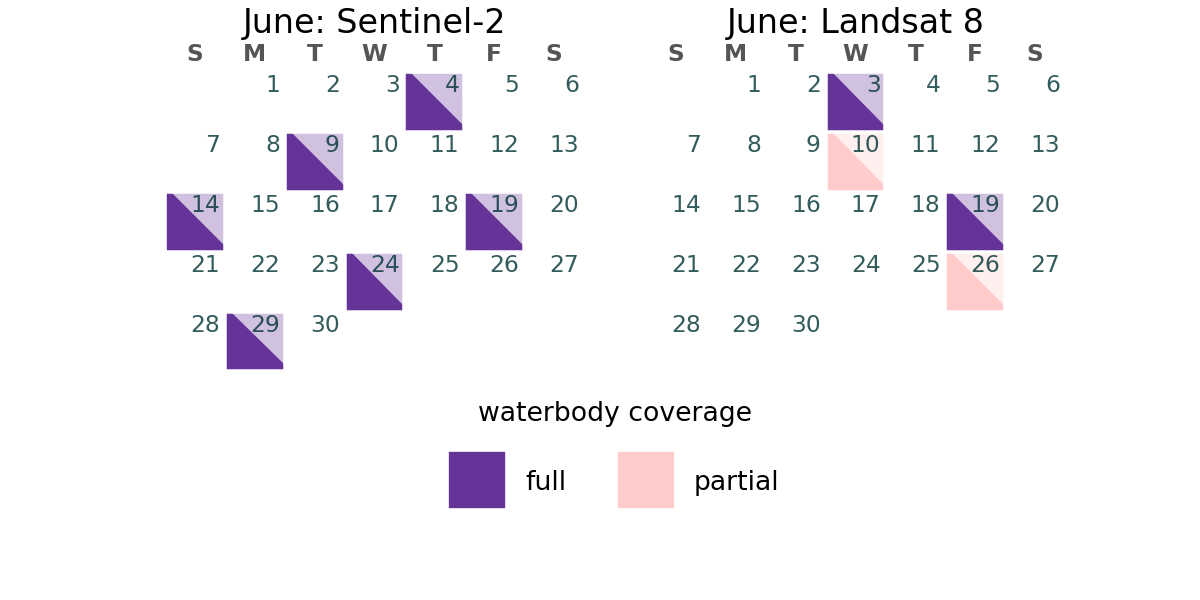 June: Sentinel-2
S M T W T F S
1 2 3 4 5 6
7 8 9 10 11 12 13
14 15 16 17 18 19 20
21 22 23 24 25 26 27
28 29 30
June: Landsat 8
S M T W T F S
1 2 3 4 5 6
7 8 9 10 11 12 13
14 15 16 17 18 19 20
21 22 23 24 25 26 27
28 29 30
waterbody coverage
full partial